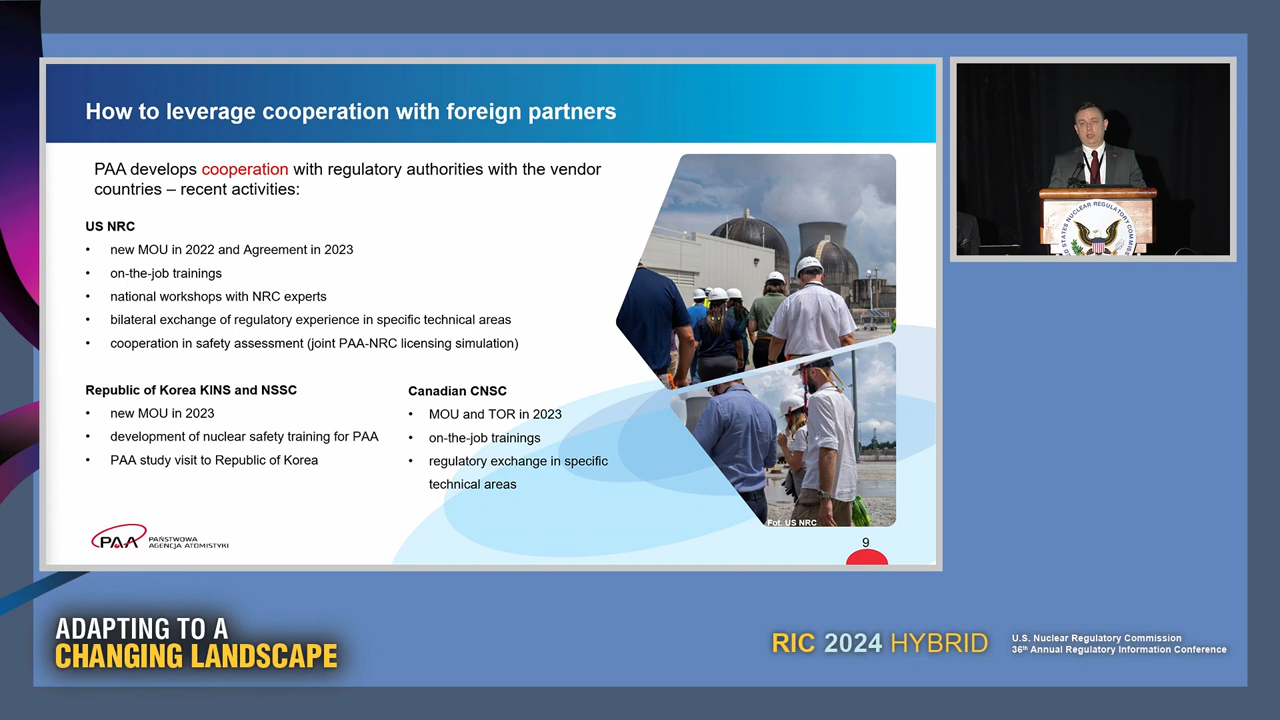 How to leverage cooperation with foreign partners
PAA develops cooperation with regulatory authorities with the vendor
countries – recent activities:
US NRC
• new MOU in 2022 and Agreement in 2023
• on-the-job trainings
• national workshops with NRC experts
• bilateral exchange of regulatory experience in specific technical areas
• cooperation in safety assessment (joint PAA-NRC licensing simulation)
Republic of Korea KINS and NSSC
• new MOU in 2023
• development of nuclear safety training for PAA
• PAA study visit to Republic of Korea
Canadian CNSC
• MOU and TOR in 2023
• on-the-job trainings
• regulatory exchange in specific
technical areas
Fot. US NRC
PAA
PAŃSTWOWA
AGENCJA ATOMISTYKI
9
STATES NUCLEAR REGULATORY
ADAPTING TO A
CHANGING LANDSCAPE
RIC 2024 HYBRID
U.S. Nuclear Regulatory Commission
36th Annual Regulatory Information Conference